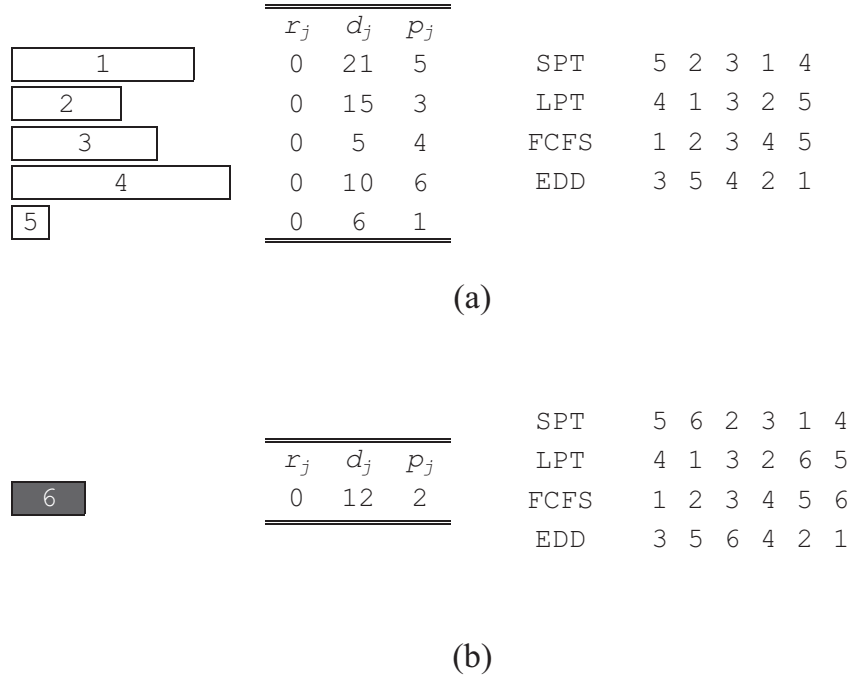 r_j d_j p_j
1 0 21 5 SPT 5 2 3 1 4
2 0 15 3 LPT 4 1 3 2 5
3 0 5 4 FCFS 1 2 3 4 5
4 0 10 6 EDD 3 5 4 2 1
5 0 6 1
(a)
SPT 5 6 2 3 1 4
r_j d_j p_j LPT 4 1 3 2 6 5
6 0 12 2 FCFS 1 2 3 4 5 6
EDD 3 5 6 4 2 1
(b)